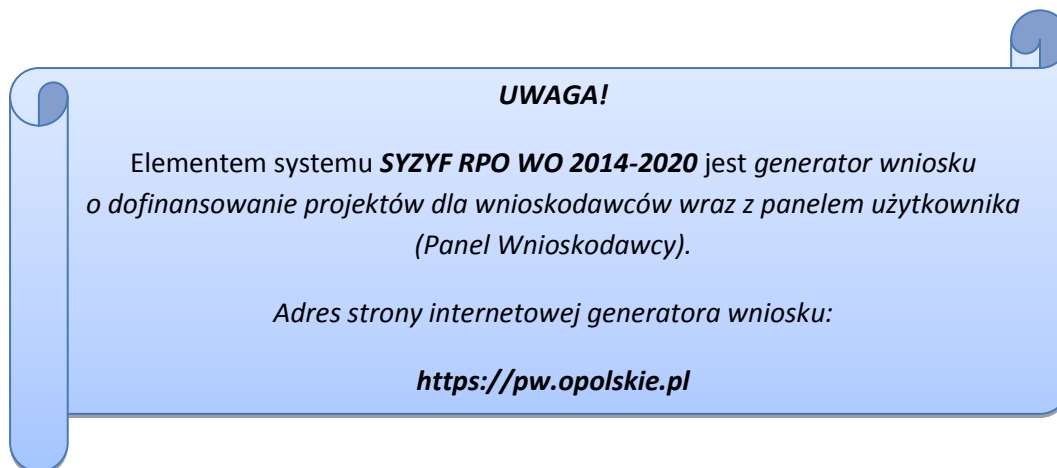 UWAGA!
Elementem systemu SYZYF RPO WO 2014-2020 jest generator wniosku
o dofinansowanie projektów dla wnioskodawców wraz z panelem użytkownika
(Panel Wnioskodawcy).
Adres strony internetowej generatora wniosku:
https://pw.opolskie.pl